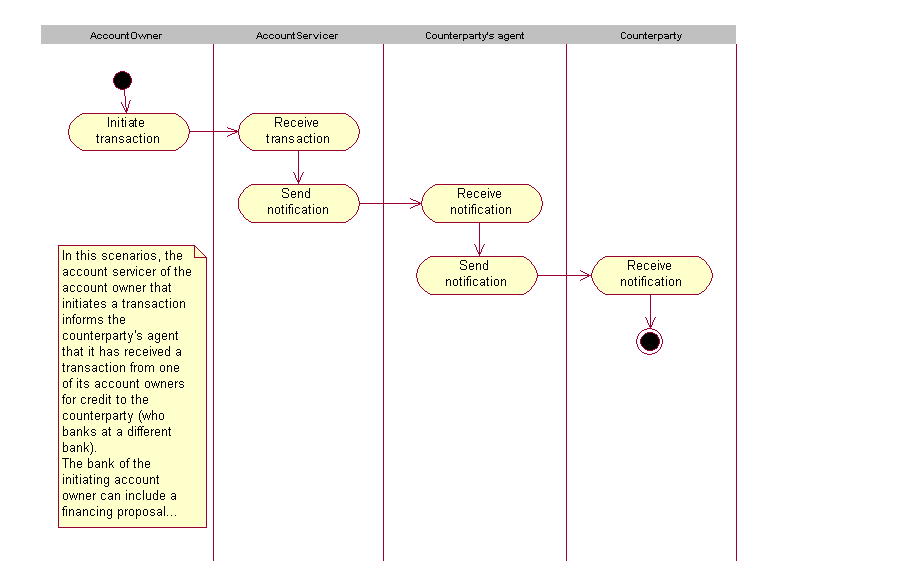 AccountOwner
AccountServicer
Counterparty's agent
Counterparty
Initiate
transaction
Receive
transaction
Send
notification
Receive
notification
Send
notification
Receive
notification
In this scenarios, the
account servicer of the
account owner that
initiates a transaction
informs the
counterparty's agent
that it has received a
transaction from one
of its account owners
for credit to the
counterparty (who
banks at a different
bank).
The bank of the
initiating account
owner can include a
financing proposal...